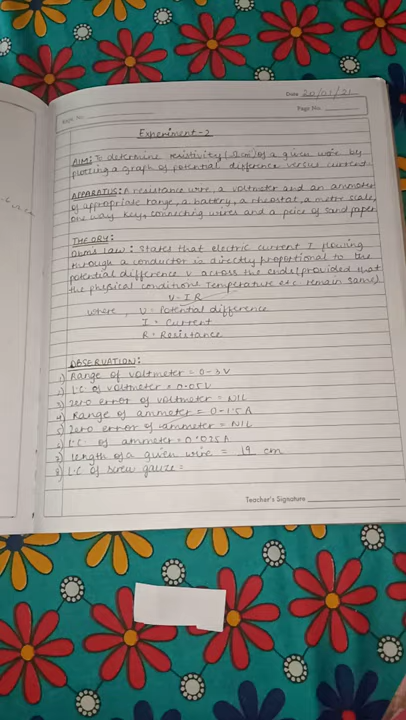 Date 20/01/21
Page No.
Experiment-2
AIM: To determine resistivity (Ωcm) of a given wire by
plotting a graph of potential difference versus current
APPARATUS: A resistance wire, a voltmeter and an ammeter
of appropriate range, a battery, a rheostat, a metre scale,
one way key, connecting wires and a peice of sand paper
THEORY:
Ohms law: States that electric current I flowing
through a conductor is directly proportional to the
potential difference V across the ends (provided that
the physical conditions Temperature etc remain same)
V=IR
where, V= Potential difference
I = Current
R= Resistance
OBSERVATION:
1) Range of voltmeter = 0-3V
2) L.C of voltmeter = 0.05V
3) Zero error of voltmeter = NIL
4) Range of ammeter = 0-1.5 A
5) Zero error of ammeter = NIL
6) L.C of ammeter = 0.025A
7) length of a given wire = 19 cm
8) L.C of screw gauze =
Teacher's Signature